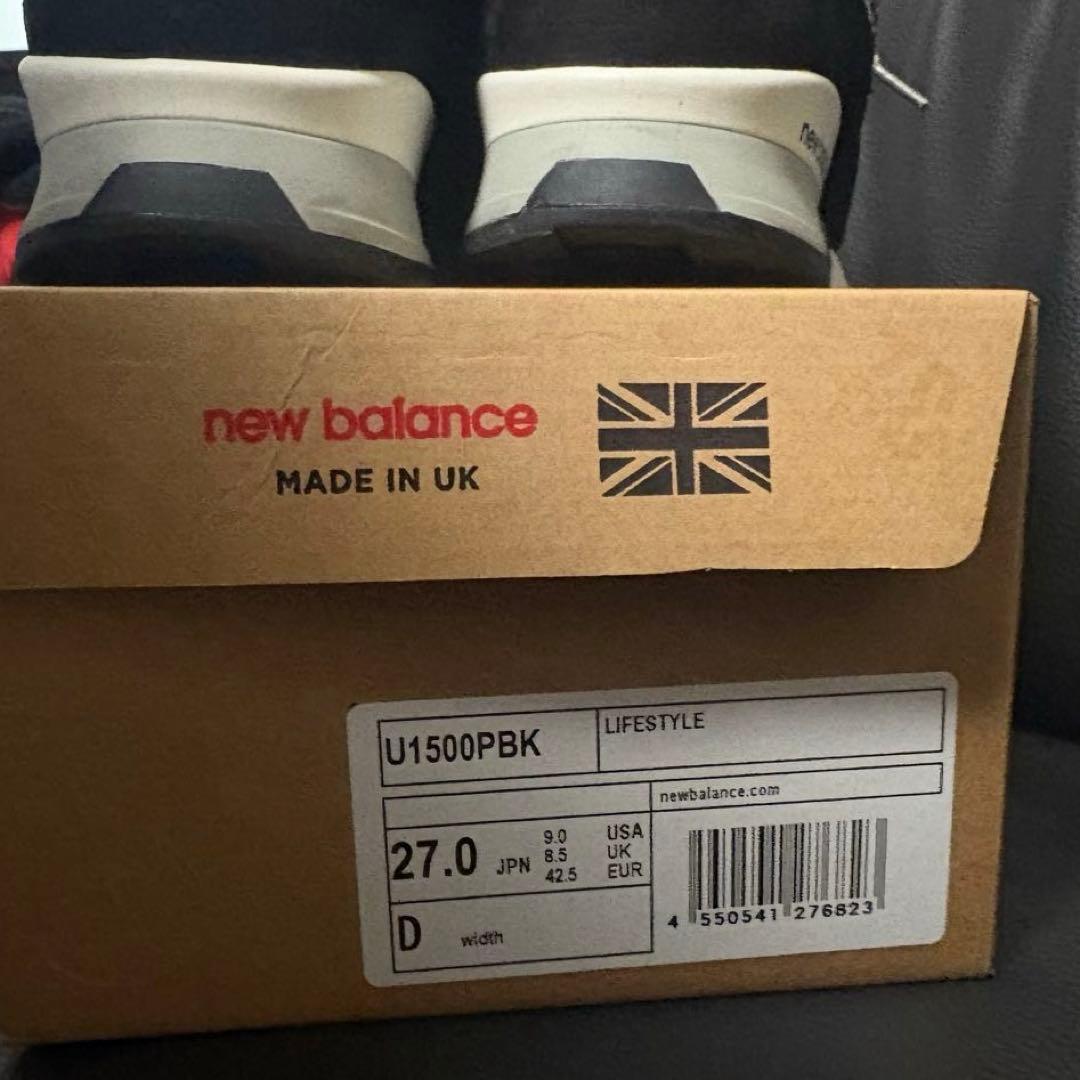 new balance
MADE IN UK
U1500PBK
LIFESTYLE
newbalance.com
27.0 JPN
9.0 USA
8.5 UK
42.5 EUR
D width
4 550541 276823